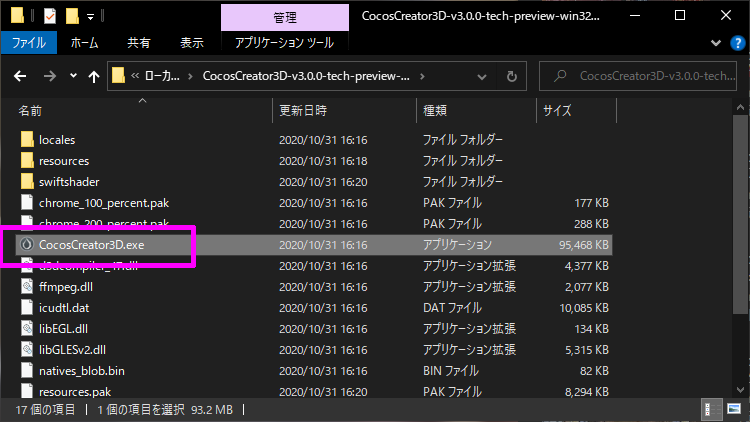 管理
CocosCreator3D-v3.0.0-tech-preview-win32...
ファイル ホーム 共有 表示 アプリケーション ツール
« ローカ... › CocosCreator3D-v3.0.0-tech-preview-... ›
CocosCreator3D-v3.0.0-tech...
名前 更新日時 種類 サイズ
locales 2020/10/31 16:16 ファイル フォルダー
resources 2020/10/31 16:18 ファイル フォルダー
swiftshader 2020/10/31 16:16 ファイル フォルダー
chrome_100_percent.pak 2020/10/31 16:16 PAK ファイル 177 KB
chrome_200_percent.pak 2020/10/31 16:16 PAK ファイル 288 KB
CocosCreator3D.exe 2020/10/31 16:16 アプリケーション 95,468 KB
d3dcompiler_47.dll 2020/10/31 16:16 アプリケーション拡張 4,377 KB
ffmpeg.dll 2020/10/31 16:16 アプリケーション拡張 2,077 KB
icudtl.dat 2020/10/31 16:16 DAT ファイル 10,085 KB
libEGL.dll 2020/10/31 16:16 アプリケーション拡張 134 KB
libGLESv2.dll 2020/10/31 16:16 アプリケーション拡張 5,315 KB
natives_blob.bin 2020/10/31 16:16 BIN ファイル 82 KB
resources.pak 2020/10/31 16:20 PAK ファイル 8,294 KB
17 個の項目 1 個の項目を選択 93.2 MB